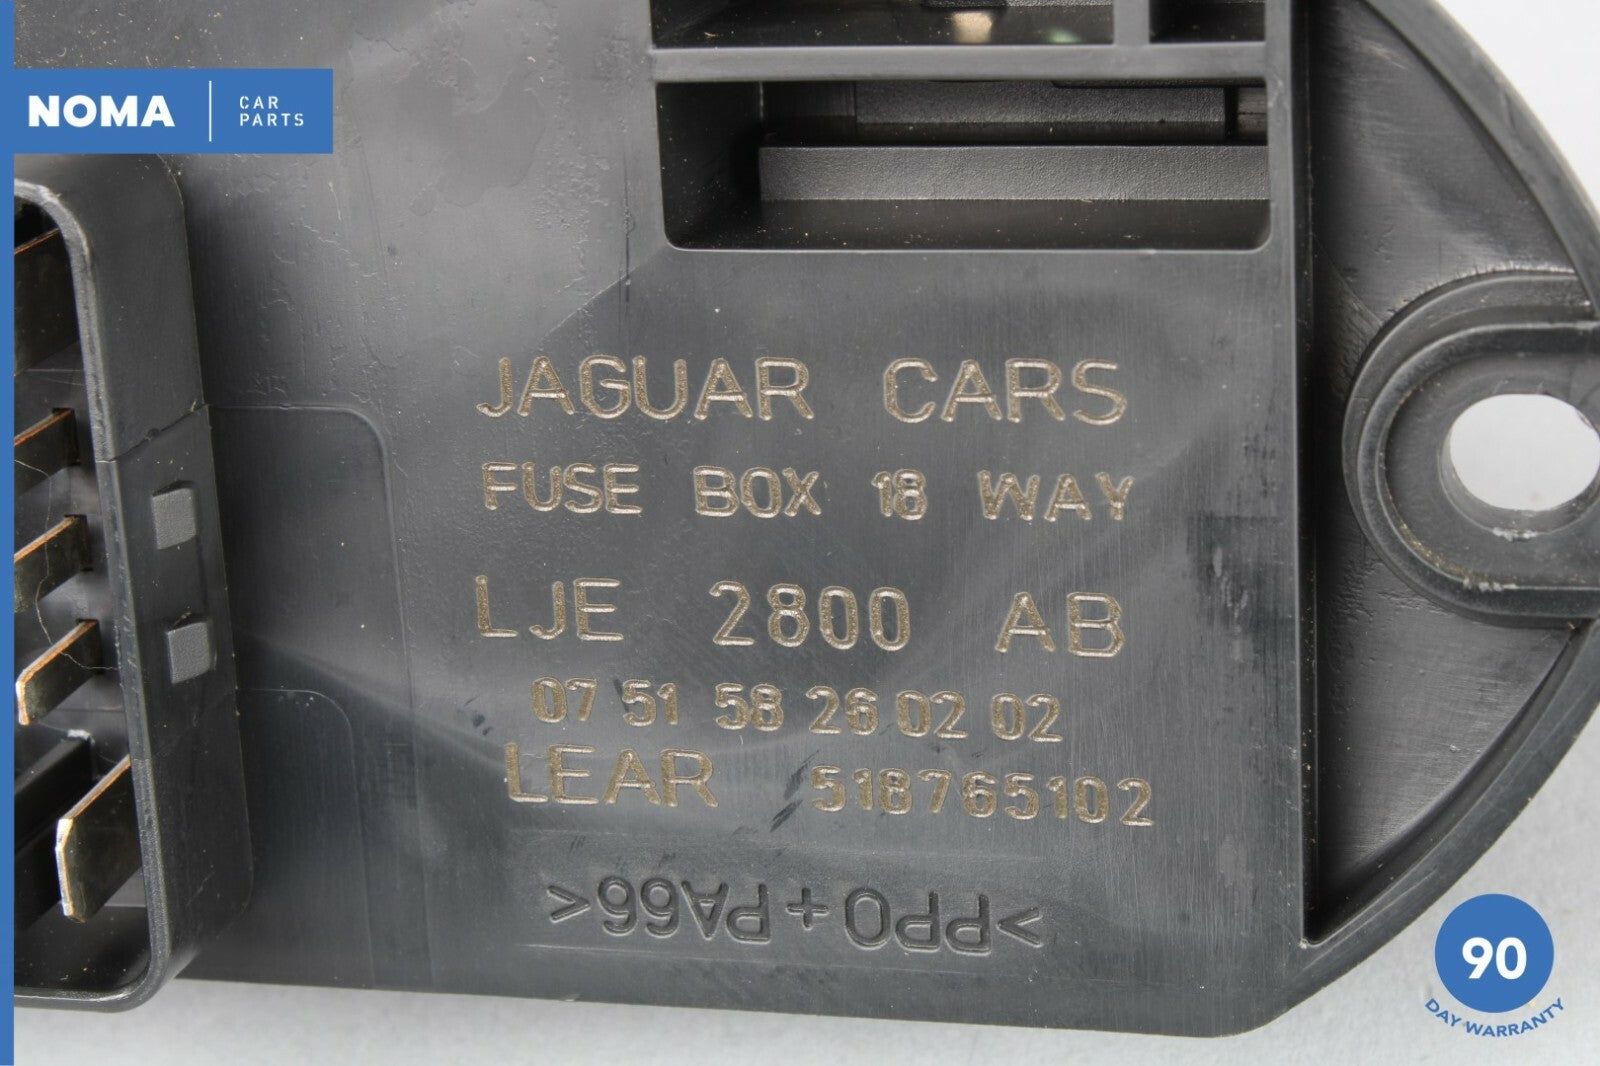 NOMA CAR PARTS
JAGUAR CARS
FUSE BOX 18 WAY
LJE 2800 AB
07 51 58 26 02 02
LEAR 518765102
>PPO+PA66<
90
DAY WARRANTY